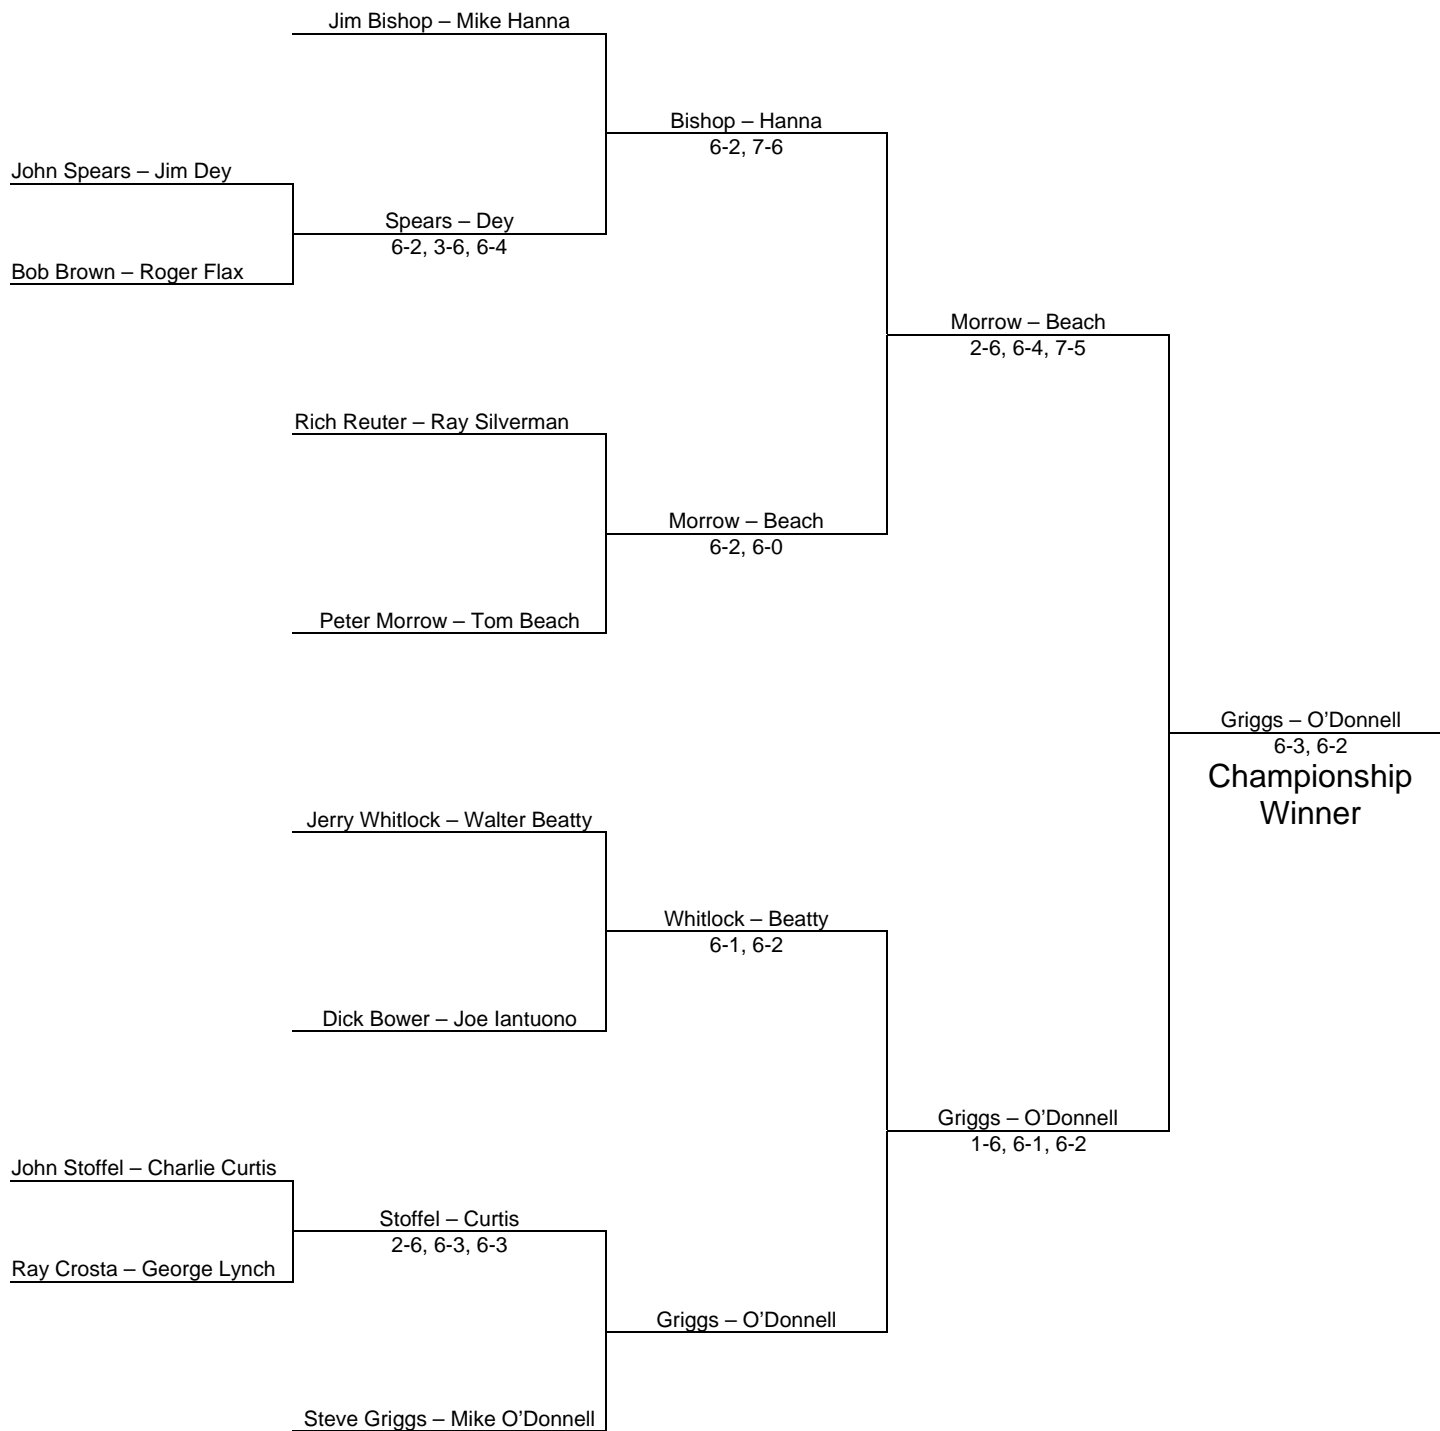 Jim Bishop – Mike Hanna
Bishop – Hanna
6-2, 7-6
John Spears – Jim Dey
Spears – Dey
6-2, 3-6, 6-4
Bob Brown – Roger Flax
Morrow – Beach
2-6, 6-4, 7-5
Rich Reuter – Ray Silverman
Morrow – Beach
6-2, 6-0
Peter Morrow – Tom Beach
Griggs – O’Donnell
6-3, 6-2
Championship
Winner
Jerry Whitlock – Walter Beatty
Whitlock – Beatty
6-1, 6-2
Dick Bower – Joe Iantuono
Griggs – O’Donnell
1-6, 6-1, 6-2
John Stoffel – Charlie Curtis
Stoffel – Curtis
2-6, 6-3, 6-3
Ray Crosta – George Lynch
Griggs – O’Donnell
Steve Griggs – Mike O’Donnell